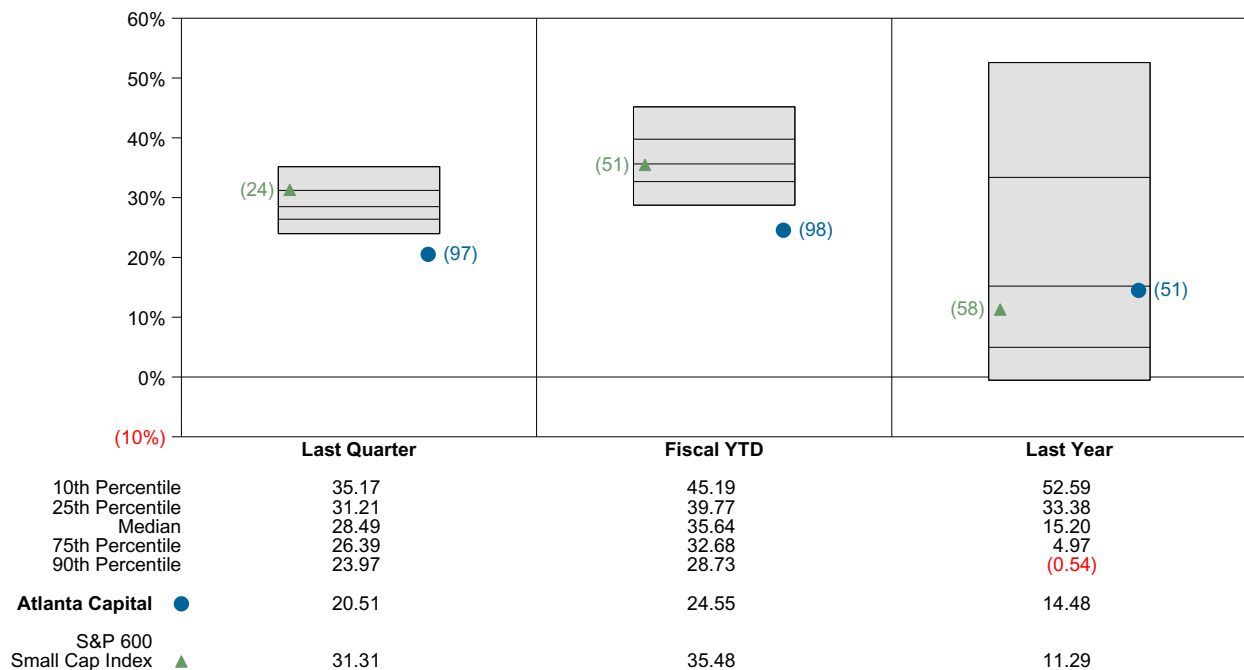 60%
50%
40%
30%
20%
10%
0%
(10%)
(24)
(97)
(51)
(98)
(58)
(51)
Last Quarter Fiscal YTD Last Year
10th Percentile 35.17 45.19 52.59
25th Percentile 31.21 39.77 33.38
Median 28.49 35.64 15.20
75th Percentile 26.39 32.68 4.97
90th Percentile 23.97 28.73 (0.54)
Atlanta Capital 20.51 24.55 14.48
S&P 600
Small Cap Index 31.31 35.48 11.29